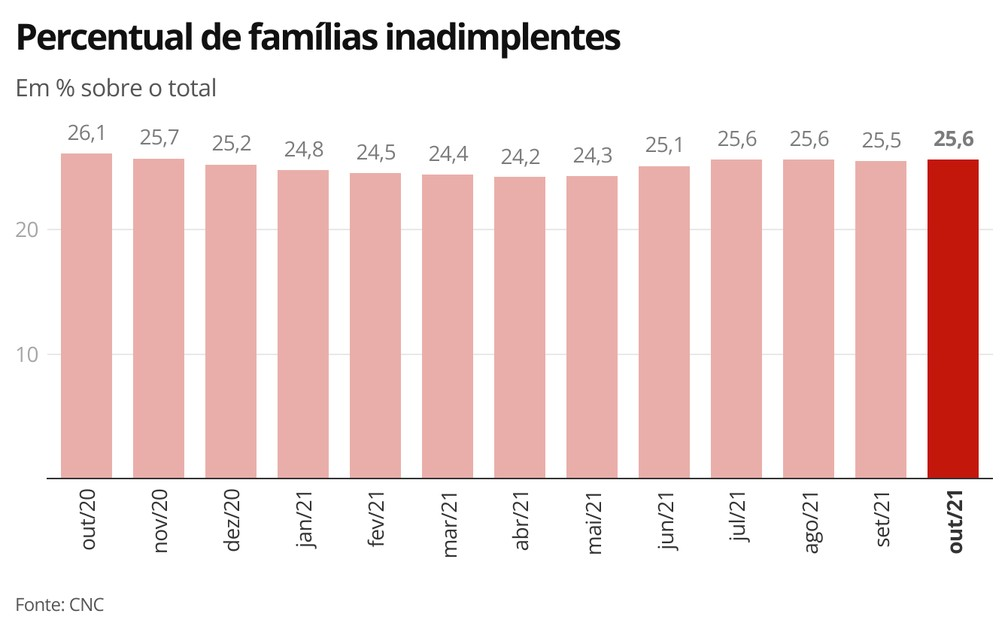 Percentual de famílias inadimplentes
Em % sobre o total
26,1 25,7 25,2 24,8 24,5 24,4 24,2 24,3 25,1 25,6 25,6 25,5 25,6
20
10
out/20 nov/20 dez/20 jan/21 fev/21 mar/21 abr/21 mai/21 jun/21 jul/21 ago/21 set/21 out/21
Fonte: CNC